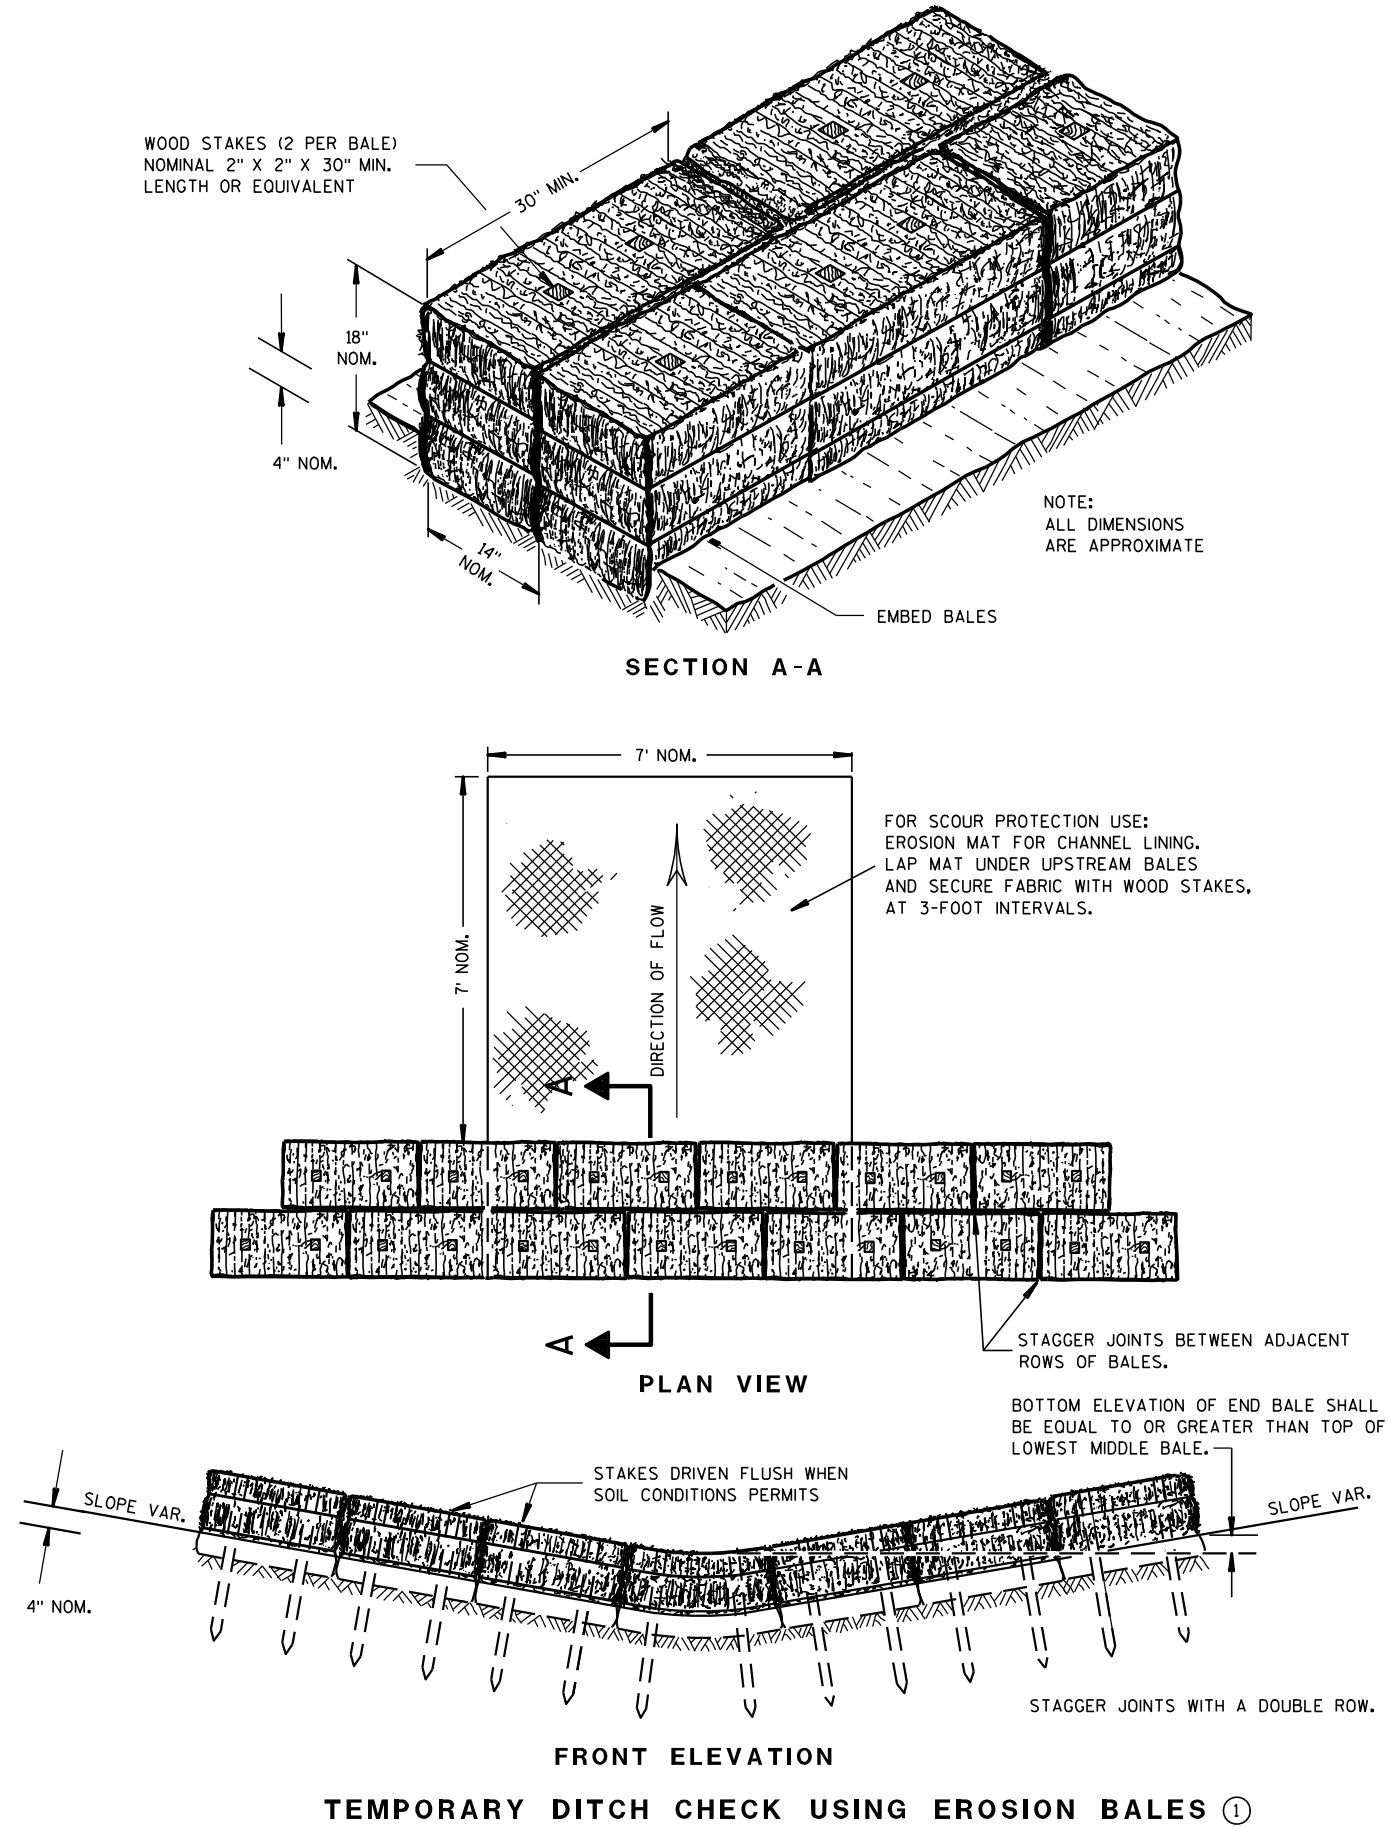 WOOD STAKES (2 PER BALE)
NOMINAL 2" X 2" X 30" MIN.
LENGTH OR EQUIVALENT
30" MIN.
18"
NOM.
4" NOM.
14"
NOM.
NOTE:
ALL DIMENSIONS
ARE APPROXIMATE
EMBED BALES
SECTION A-A
7' NOM.
7' NOM.
DIRECTION OF FLOW
FOR SCOUR PROTECTION USE:
EROSION MAT FOR CHANNEL LINING.
LAP MAT UNDER UPSTREAM BALES
AND SECURE FABRIC WITH WOOD STAKES,
AT 3-FOOT INTERVALS.
A
A
STAGGER JOINTS BETWEEN ADJACENT
ROWS OF BALES.
PLAN VIEW
BOTTOM ELEVATION OF END BALE SHALL
BE EQUAL TO OR GREATER THAN TOP OF
LOWEST MIDDLE BALE.
STAKES DRIVEN FLUSH WHEN
SOIL CONDITIONS PERMITS
SLOPE VAR.
SLOPE VAR.
4" NOM.
STAGGER JOINTS WITH A DOUBLE ROW.
FRONT ELEVATION
TEMPORARY DITCH CHECK USING EROSION BALES ①